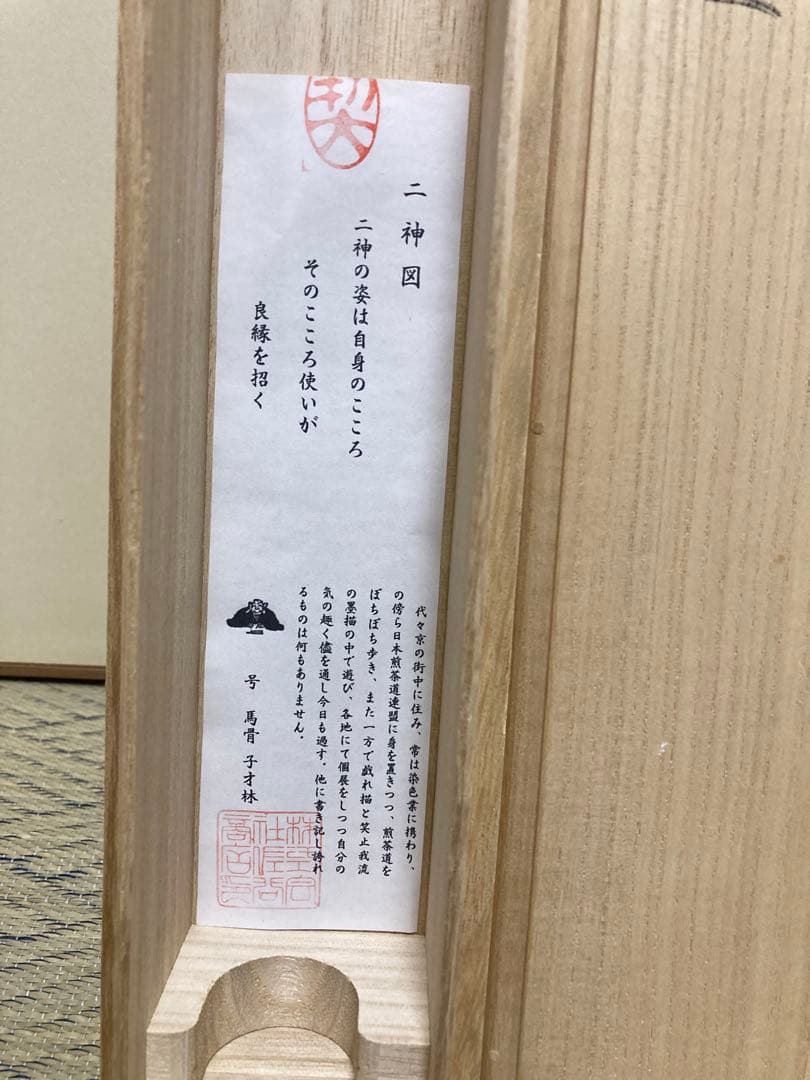 二神図
二神の姿は自身のこころ
そのこころ使いが
良縁を招く
代々京の街中に住み、常は染色業に携わり、
の傍ら日本煎茶道連盟に身を置きつつ、煎茶道を
ぽちぽち歩き、また一方で戯れ描と笑止我流
の墨描の中で遊び、各地にて個展をしつつ自分の
気の趣く儘を通し今日も過す。他に書き記し誇れ
るものは何もありません。
号 馬骨 子才林